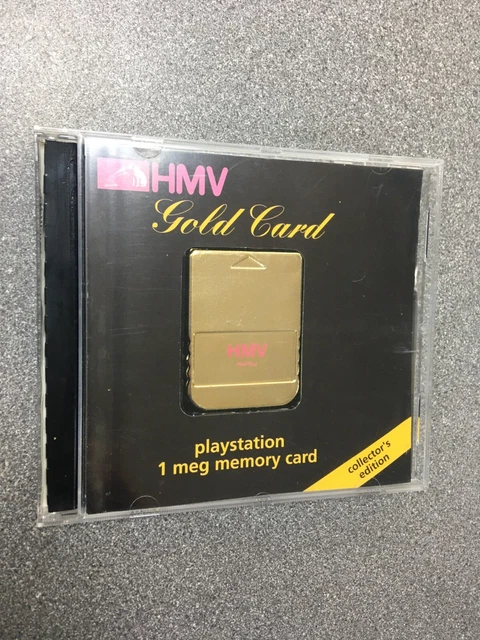 HMV
Gold Card
HMV
playstation
1 meg memory card
collector's
edition